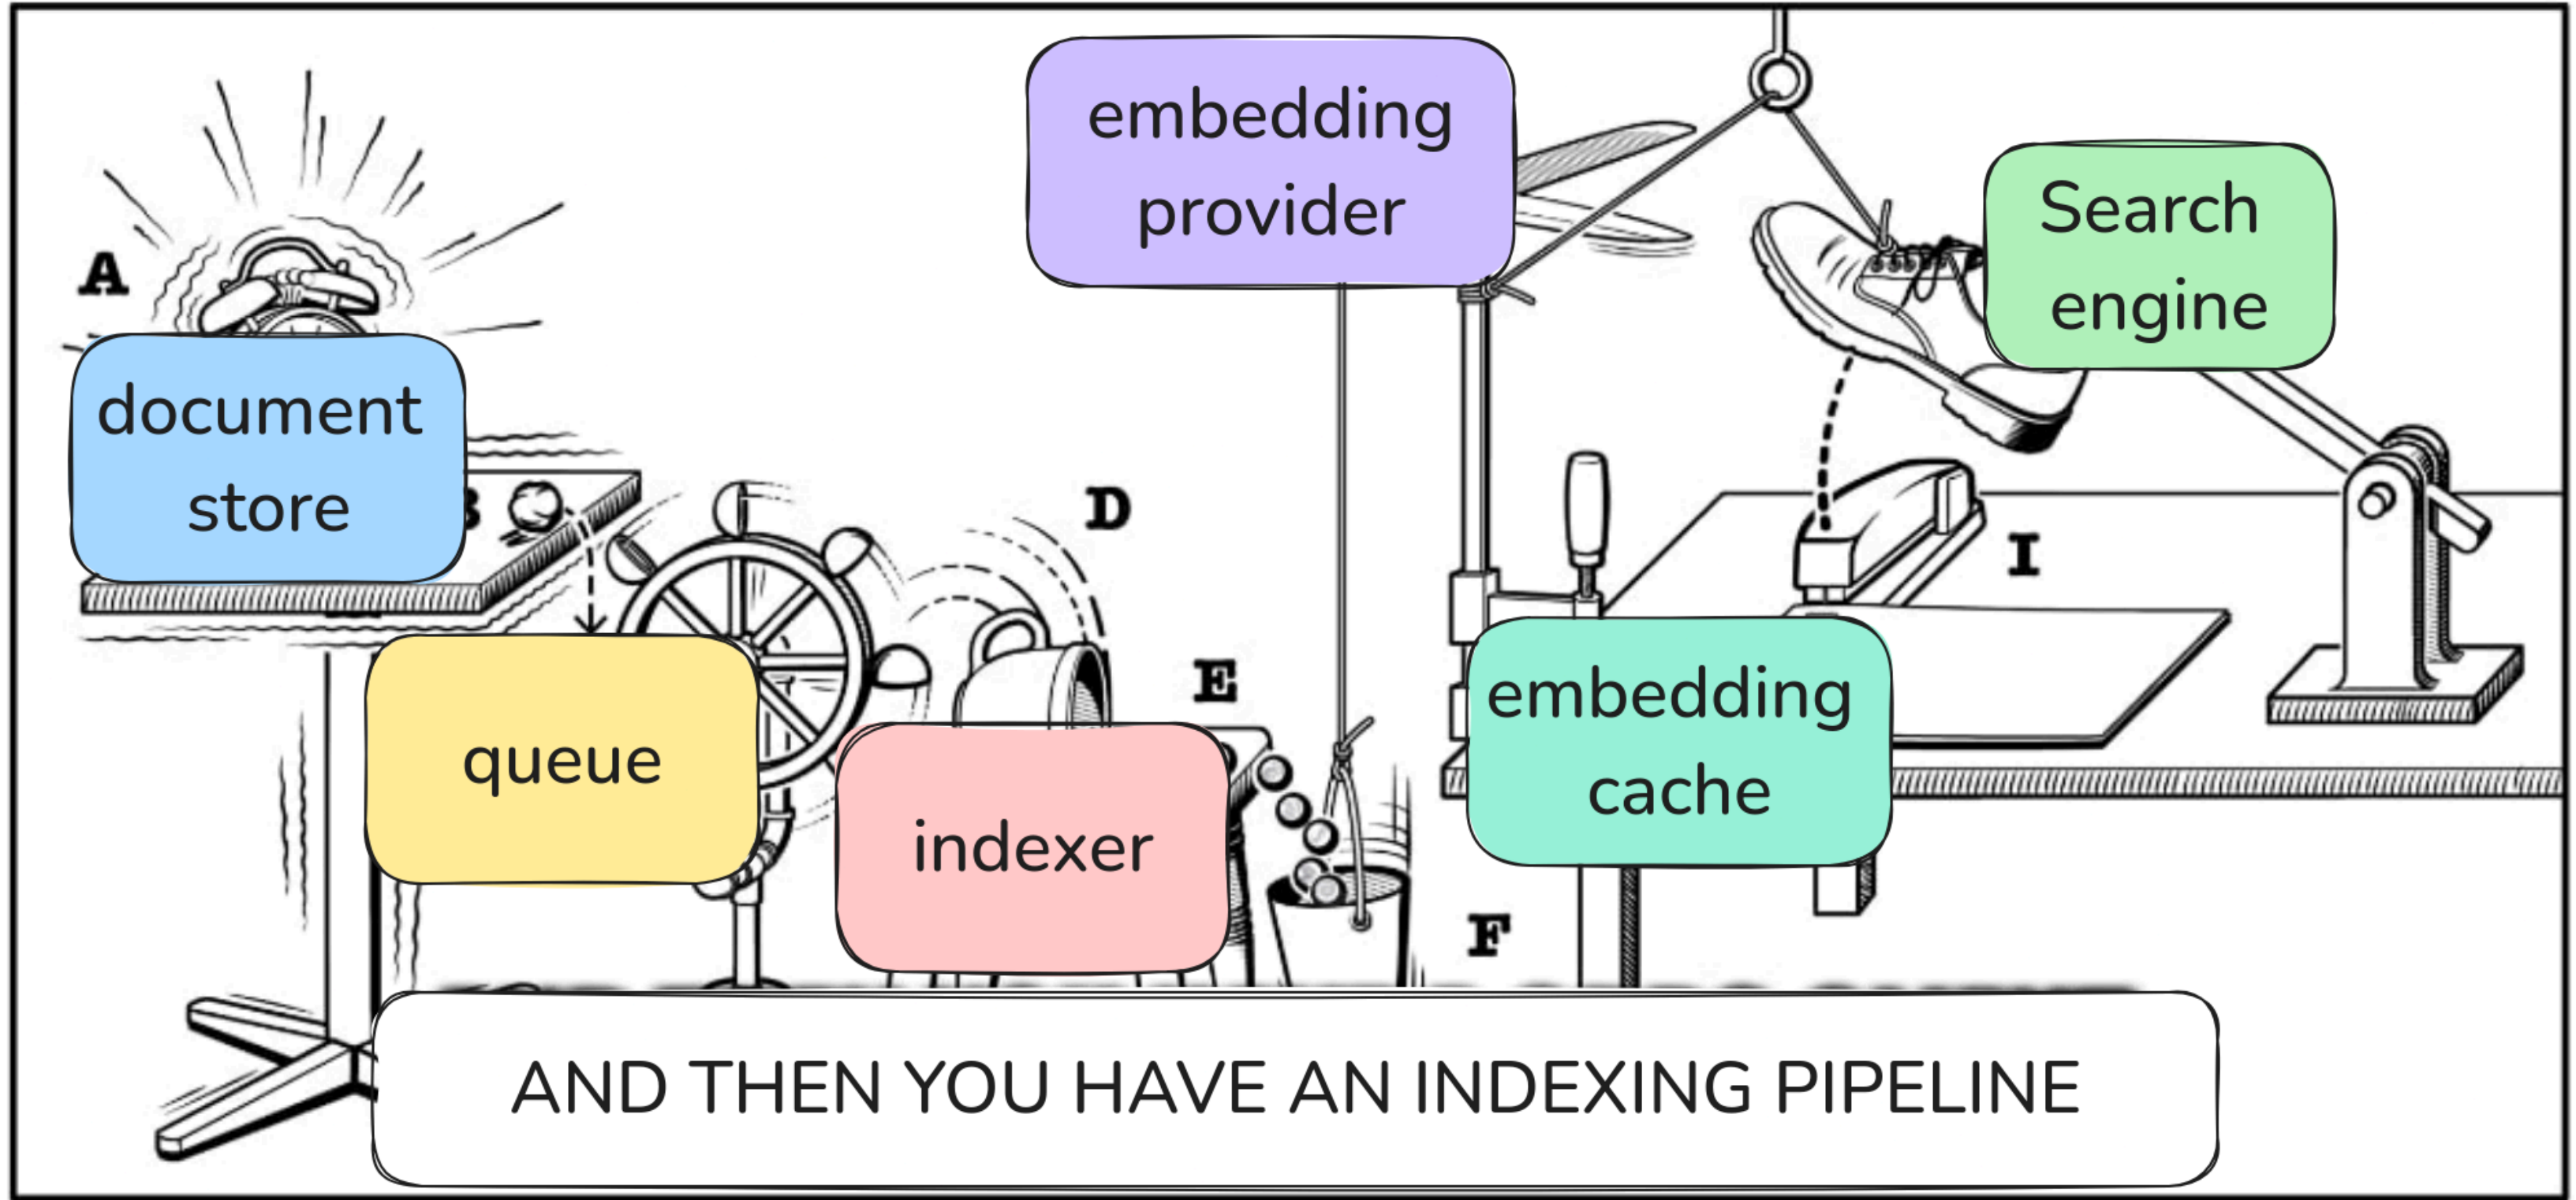 embedding
provider
Search
engine
A
document
store
D
E
queue
indexer
I
embedding
cache
F
AND THEN YOU HAVE AN INDEXING PIPELINE